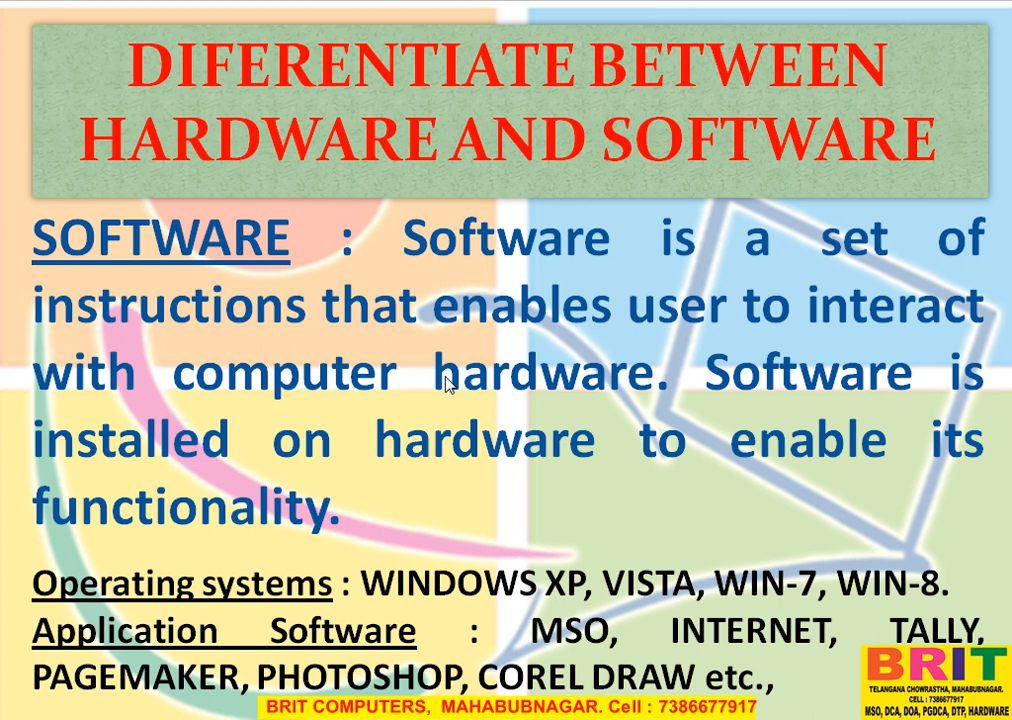 DIFERENTIATE BETWEEN
HARDWARE AND SOFTWARE
SOFTWARE : Software is a set of
instructions that enables user to interact
with computer hardware. Software is
installed on hardware to enable its
functionality.
Operating systems : WINDOWS XP, VISTA, WIN-7, WIN-8.
Application Software : MSO, INTERNET, TALLY,
PAGEMAKER, PHOTOSHOP, COREL DRAW etc.,
BRIT
TELANGANA CHOWRASTHA, MAHABUBNAGAR.
CELL : 7386677917
MSO, DCA, DOA, PGDCA, DTP, HARDWARE
BRIT COMPUTERS, MAHABUBNAGAR. Cell : 7386677917